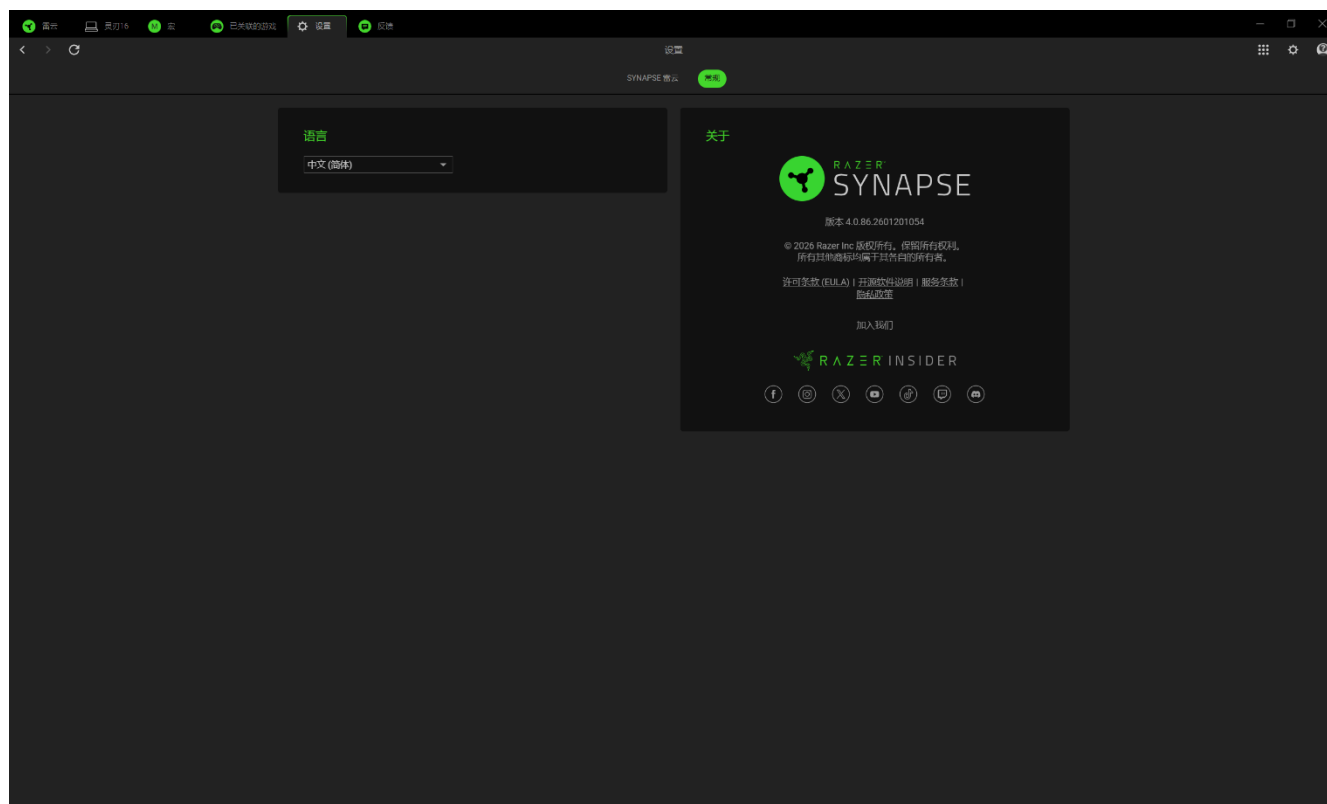 雷云 灵刃16 宏 已关联的游戏 设置 反馈
设置
SYNAPSE 雷云 常规
语言
中文 (简体)
关于
RAZER
SYNAPSE
版本 4.0.86.2601201054
© 2026 Razer Inc 版权所有。保留所有权利。
所有其他商标均属于其各自的所有者。
许可条款 (EULA) | 开源软件说明 | 服务条款 |
隐私政策
加入我们
RAZER INSIDER